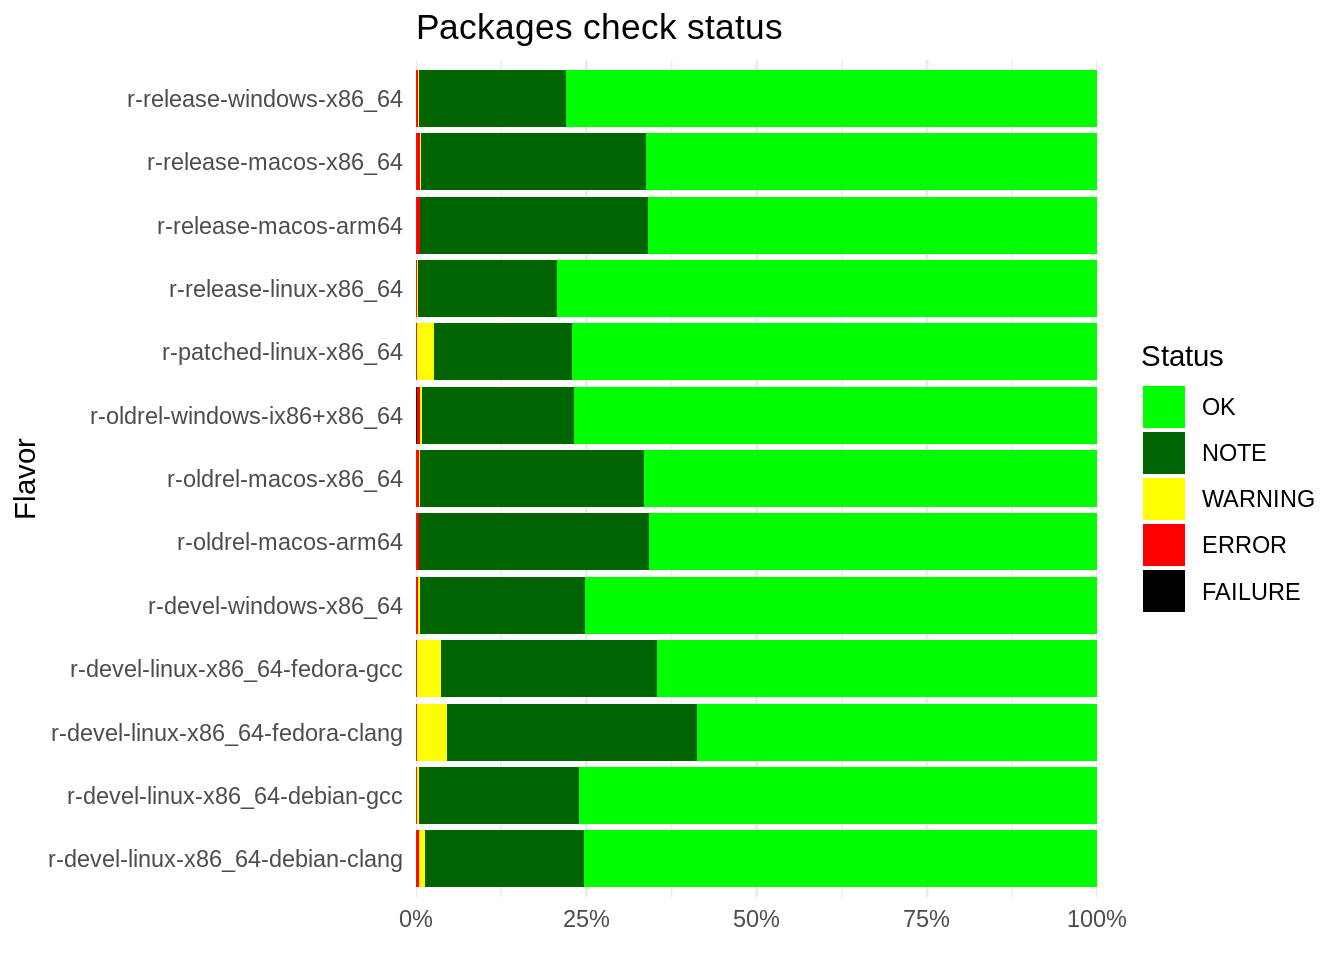 Packages check status
Flavor
r-release-windows-x86_64
r-release-macos-x86_64
r-release-macos-arm64
r-release-linux-x86_64
r-patched-linux-x86_64
r-oldrel-windows-ix86+x86_64
r-oldrel-macos-x86_64
r-oldrel-macos-arm64
r-devel-windows-x86_64
r-devel-linux-x86_64-fedora-gcc
r-devel-linux-x86_64-fedora-clang
r-devel-linux-x86_64-debian-gcc
r-devel-linux-x86_64-debian-clang
0%
25%
50%
75%
100%
Status
OK
NOTE
WARNING
ERROR
FAILURE